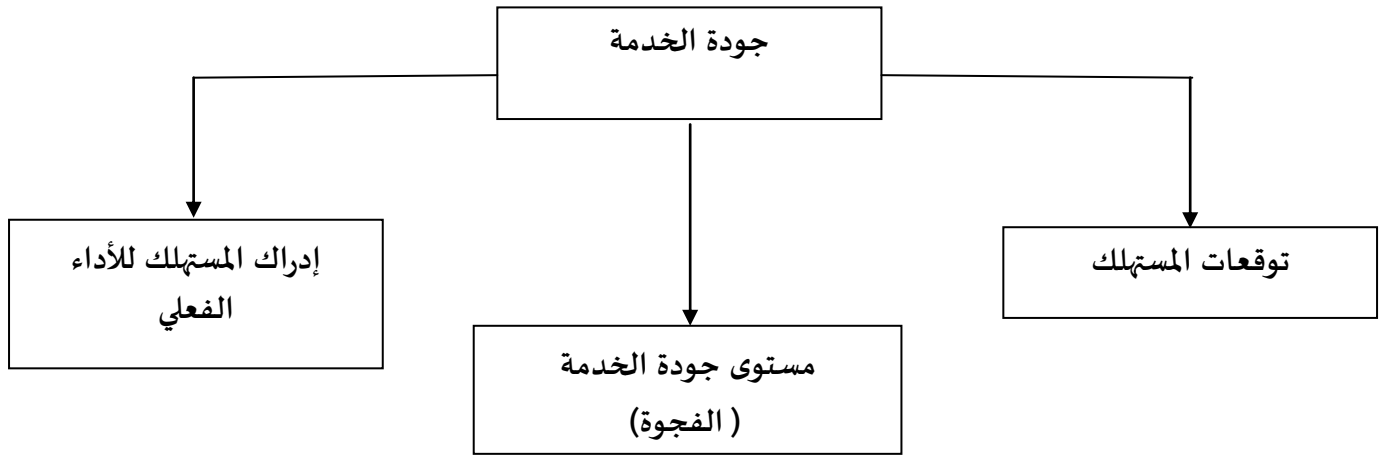 جودة الخدمة
توقعات المستهلك
إدراك المستهلك للأداء
الفعلي
مستوى جودة الخدمة
( الفجوة)